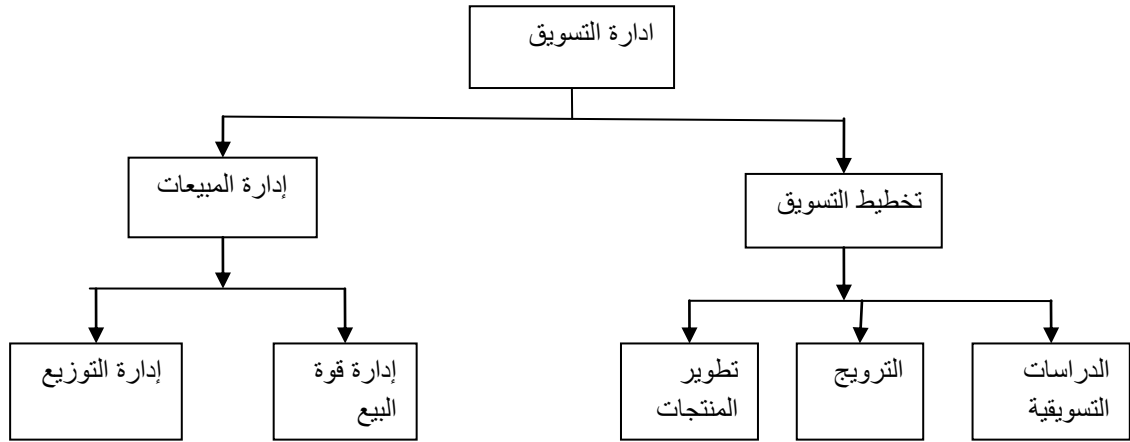 ادارة التسويق
تخطيط التسويق
إدارة المبيعات
الدراسات
التسويقية
الترويج
تطوير
المنتجات
إدارة قوة
البيع
إدارة التوزيع